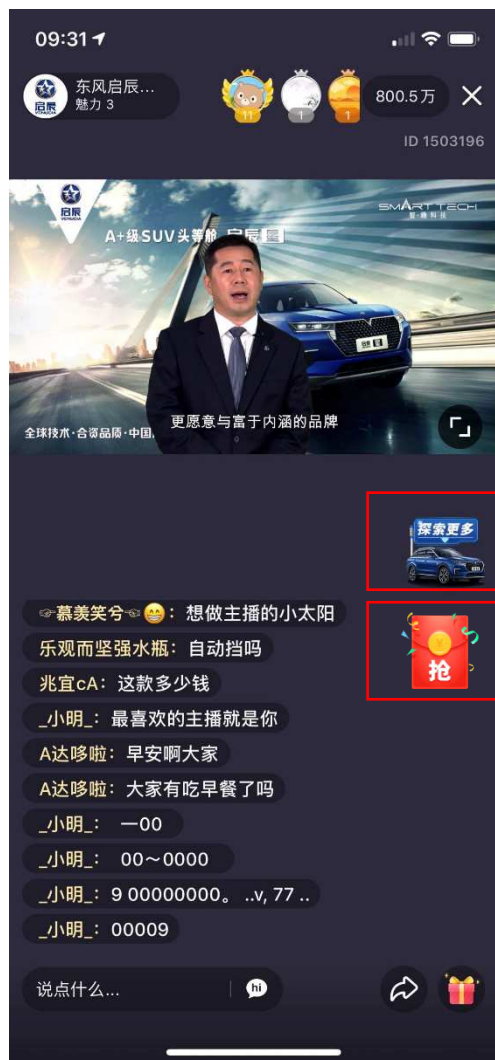 09:31
东风启辰...
魅力 3
11
1
1
800.5万
ID 1503196
启辰
VENUCIA
启辰
VENUCIA
SMART TECH
A+级SUV头等舱 启辰星
启辰 星
更愿意与富于内涵的品牌
全球技术·合资品质·中国
探索更多
抢
☞慕羡笑兮☜😁：想做主播的小太阳
乐观而坚强水瓶：自动挡吗
兆宜cA：这款多少钱
_小明_：最喜欢的主播就是你
A达哆啦：早安啊大家
A达哆啦：大家有吃早餐了吗
_小明_： 一00
_小明_： 00～0000
_小明_：9 00000000。 ..v, 77 ..
_小明_：00009
说点什么...
hi